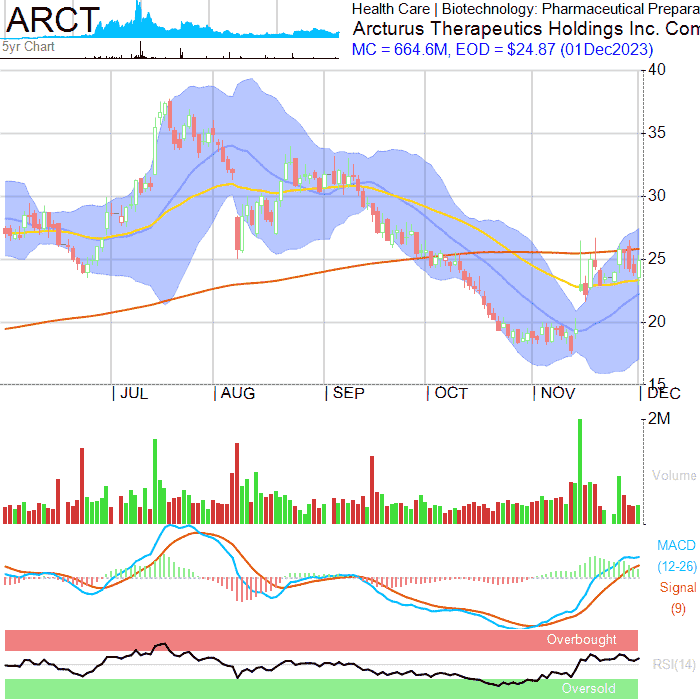 ARCT
5yr Chart
Health Care | Biotechnology: Pharmaceutical Prepara
Arcturus Therapeutics Holdings Inc. Com
MC = 664.6M, EOD = $24.87 (01Dec2023)
40
35
30
25
20
15
JUL AUG SEP OCT NOV DEC
2M
Volume
MACD
(12-26)
Signal
(9)
Overbought
RSI(14)
Oversold